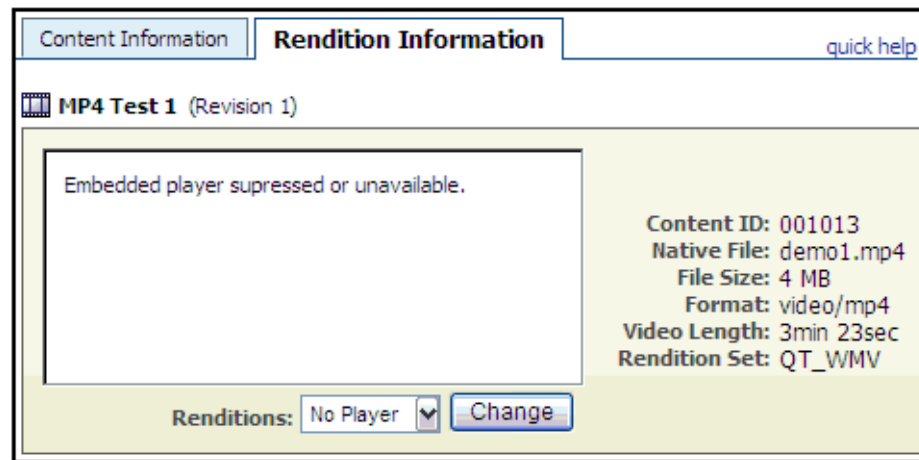 Content Information Rendition Information quick help
MP4 Test 1 (Revision 1)
Embedded player supressed or unavailable.
Content ID: 001013
Native File: demo1.mp4
File Size: 4 MB
Format: video/mp4
Video Length: 3min 23sec
Rendition Set: QT_WMV
Renditions: No Player Change